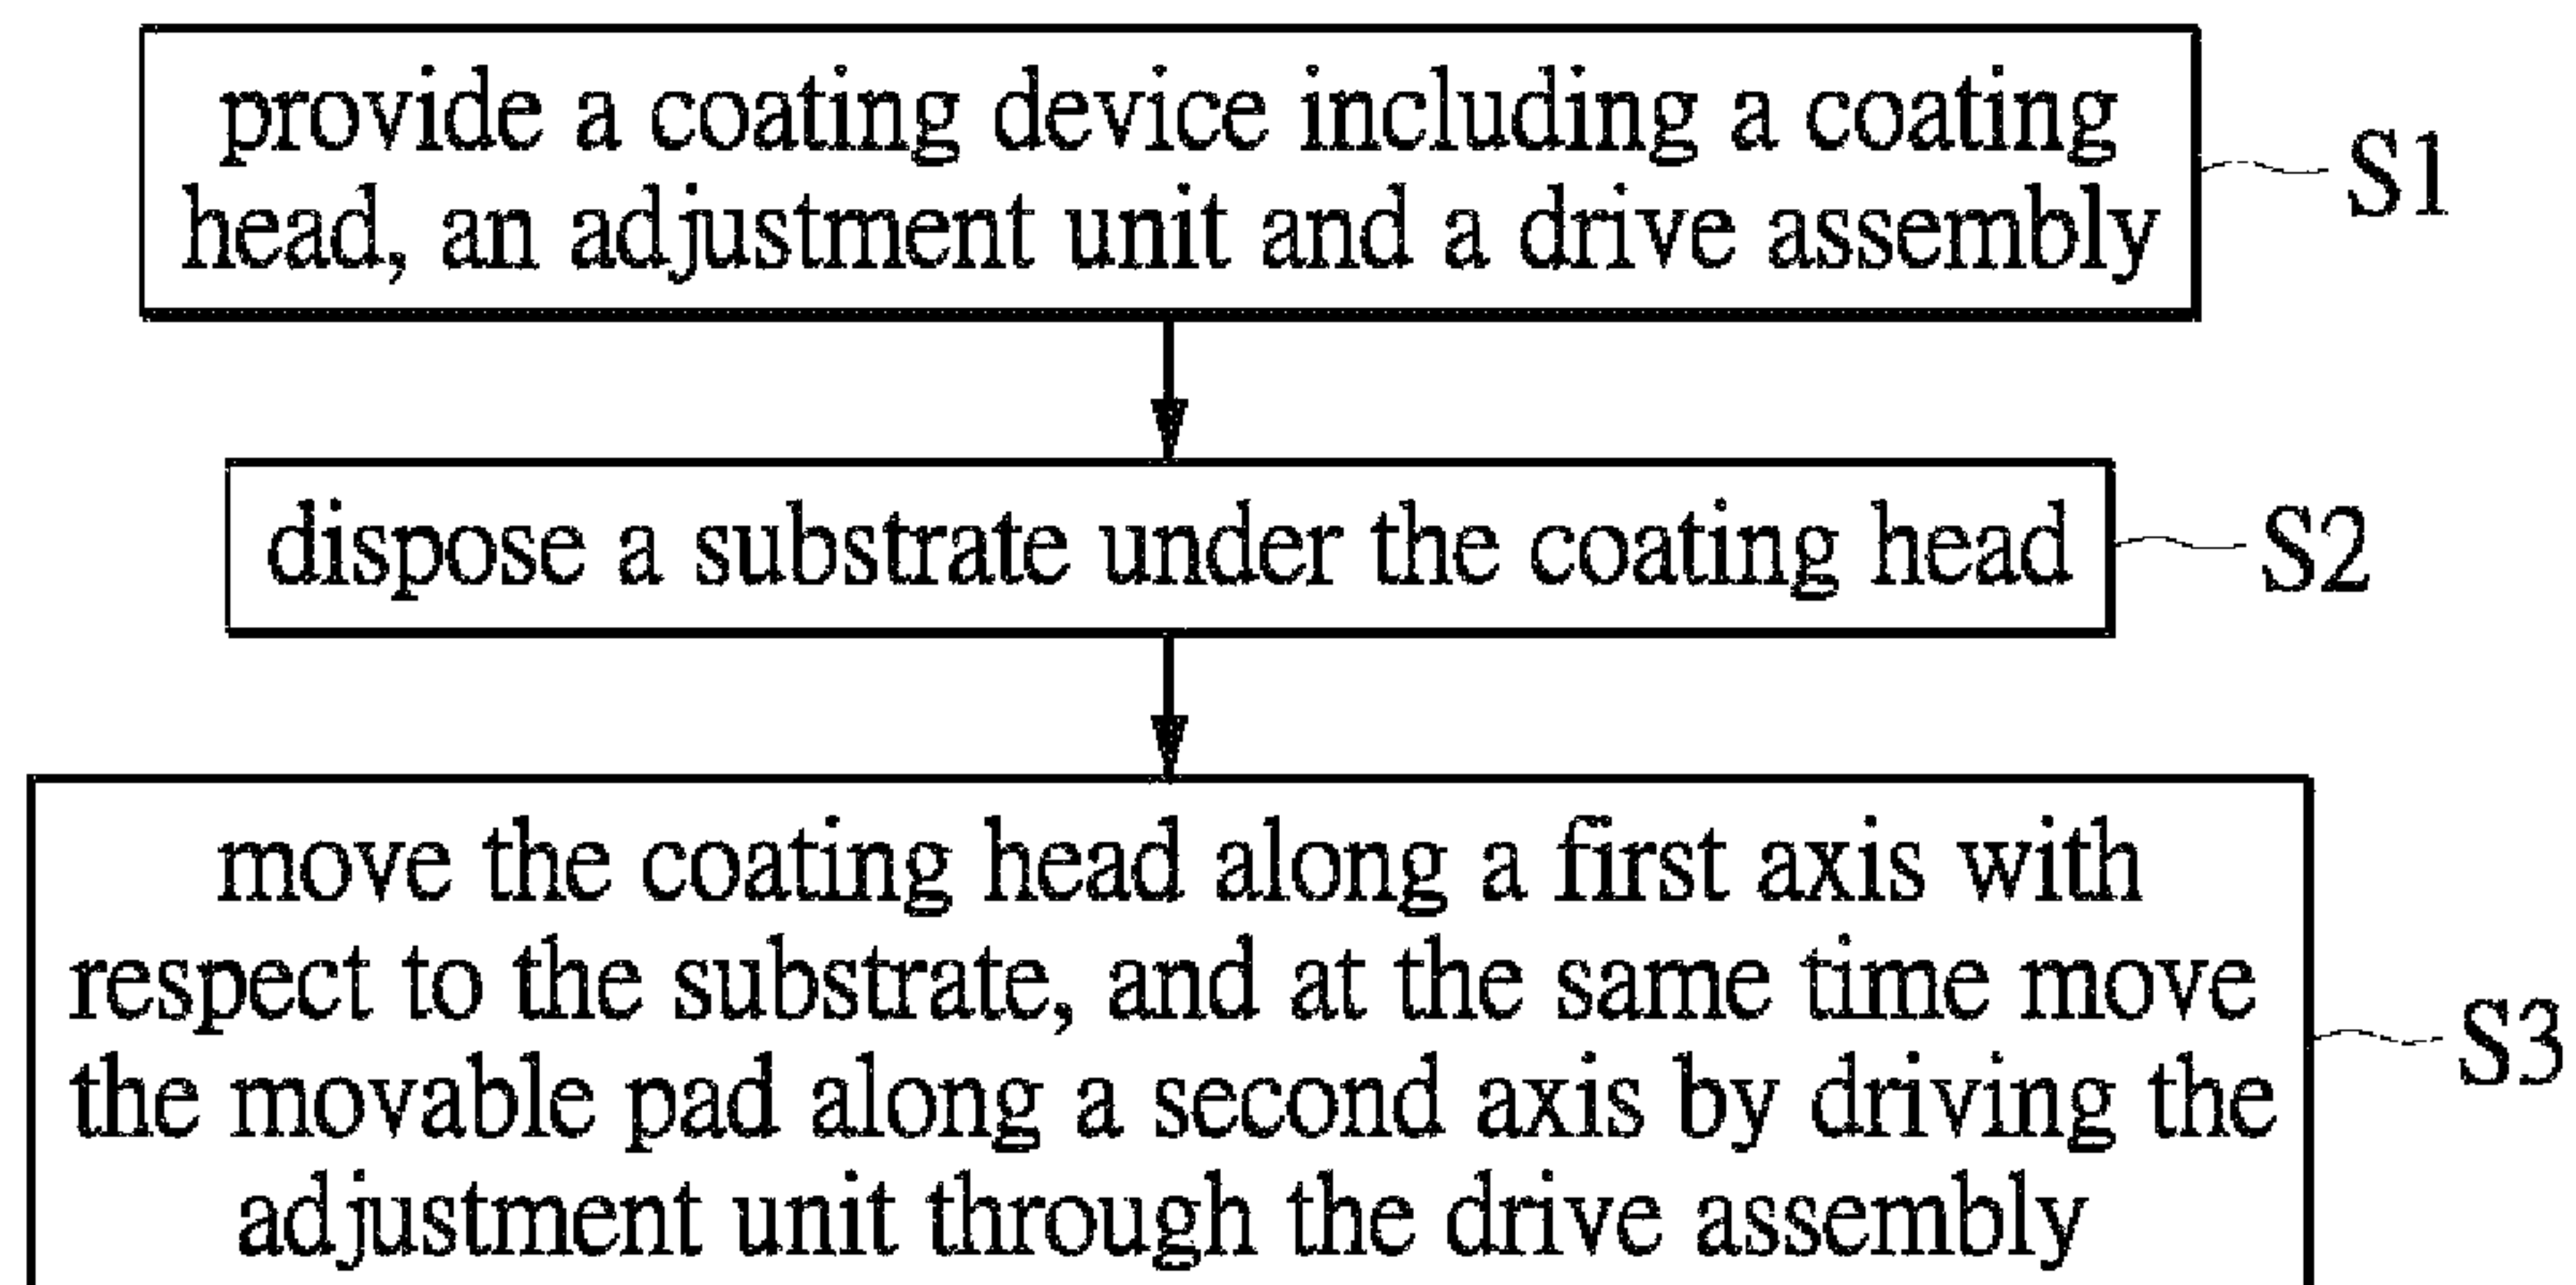 provide a coating device including a coating
head, an adjustment unit and a drive assembly
S1
dispose a substrate under the coating head
S2
move the coating head along a first axis with
respect to the substrate, and at the same time move
the movable pad along a second axis by driving the
adjustment unit through the drive assembly
S3